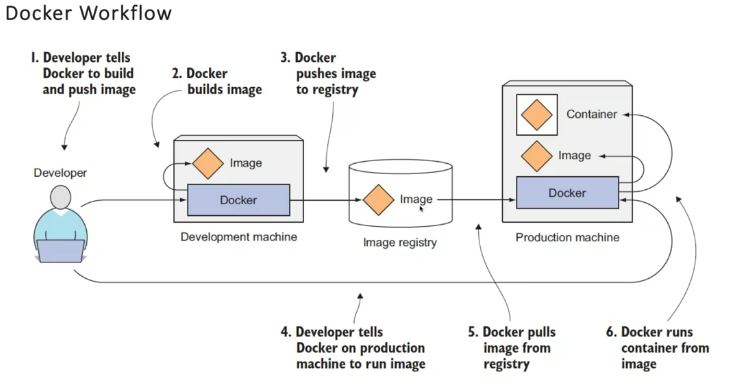 Docker Workflow
1. Developer tells
Docker to build
and push image
2. Docker
builds image
3. Docker
pushes image
to registry
Container
Image
Docker
Production machine
Developer
Image
Docker
Development machine
Image
Image registry
4. Developer tells
Docker on production
machine to run image
5. Docker pulls
image from
registry
6. Docker runs
container from
image